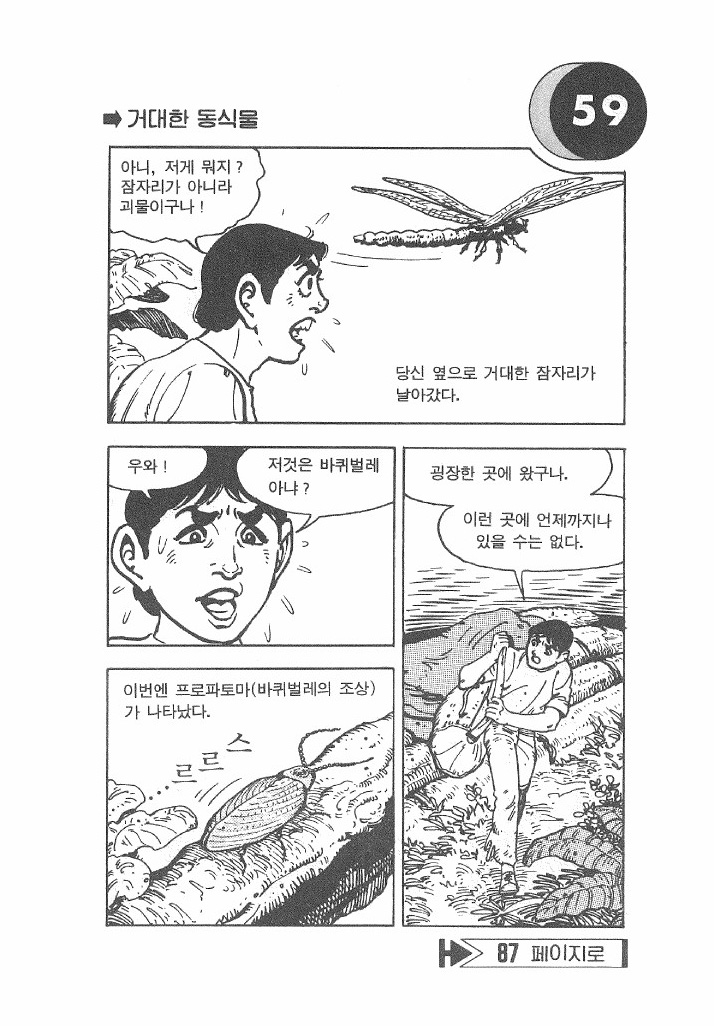 59
➡ 거대한 동식물
아니, 저게 뭐지?
잠자리가 아니라
괴물이구나!
당신 옆으로 거대한 잠자리가
날아갔다.
우와!
저것은 바퀴벌레
아냐?
이번엔 프로파토마(바퀴벌레의 조상)
가 나타났다.
르르스
굉장한 곳에 왔구나.
이런 곳에 언제까지나
있을 수는 없다.
87 페이지로